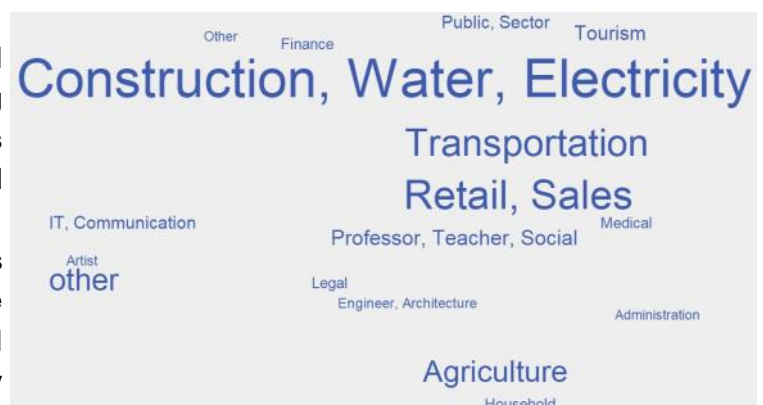 Public, Sector
Other
Finance
Tourism
Construction, Water, Electricity
Transportation
Retail, Sales
IT, Communication
Medical
Professor, Teacher, Social
Artist
other
Legal
Engineer, Architecture
Administration
Agriculture
Household